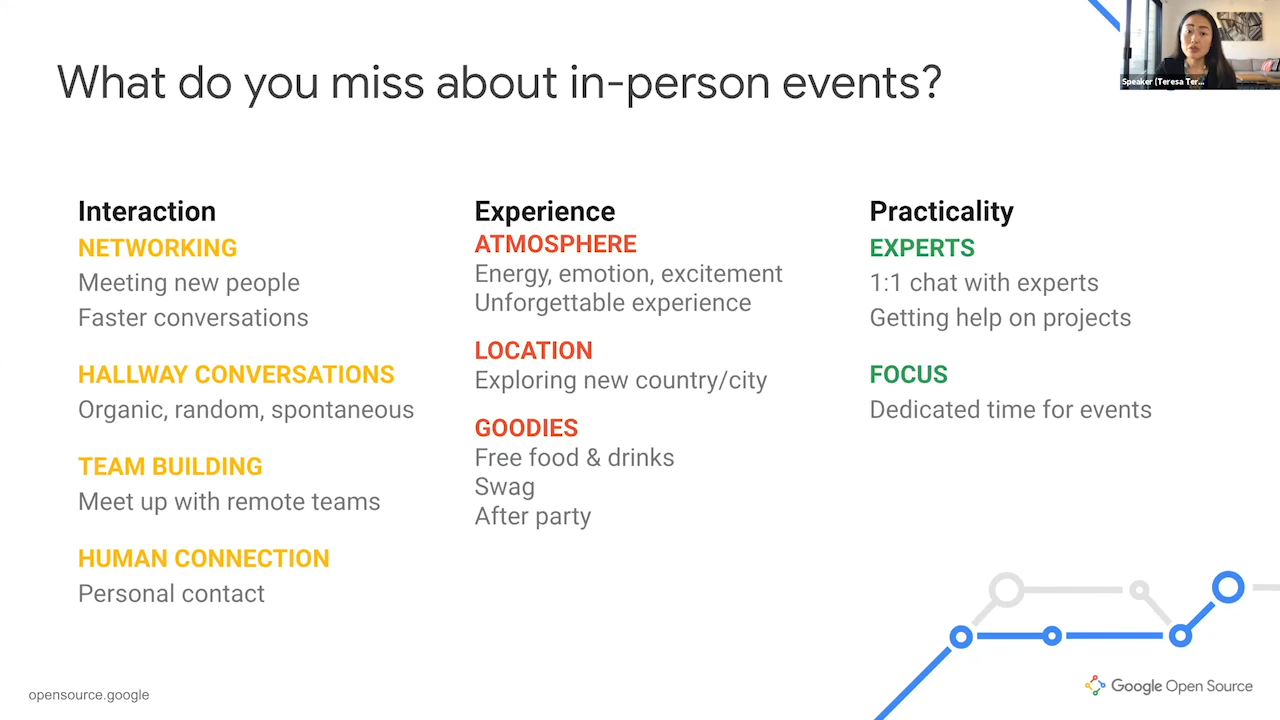 What do you miss about in-person events?
Speaker (Teresa Ter...
Interaction
NETWORKING
Meeting new people
Faster conversations
HALLWAY CONVERSATIONS
Organic, random, spontaneous
TEAM BUILDING
Meet up with remote teams
HUMAN CONNECTION
Personal contact
Experience
ATMOSPHERE
Energy, emotion, excitement
Unforgettable experience
LOCATION
Exploring new country/city
GOODIES
Free food & drinks
Swag
After party
Practicality
EXPERTS
1:1 chat with experts
Getting help on projects
FOCUS
Dedicated time for events
opensource.google
Google Open Source